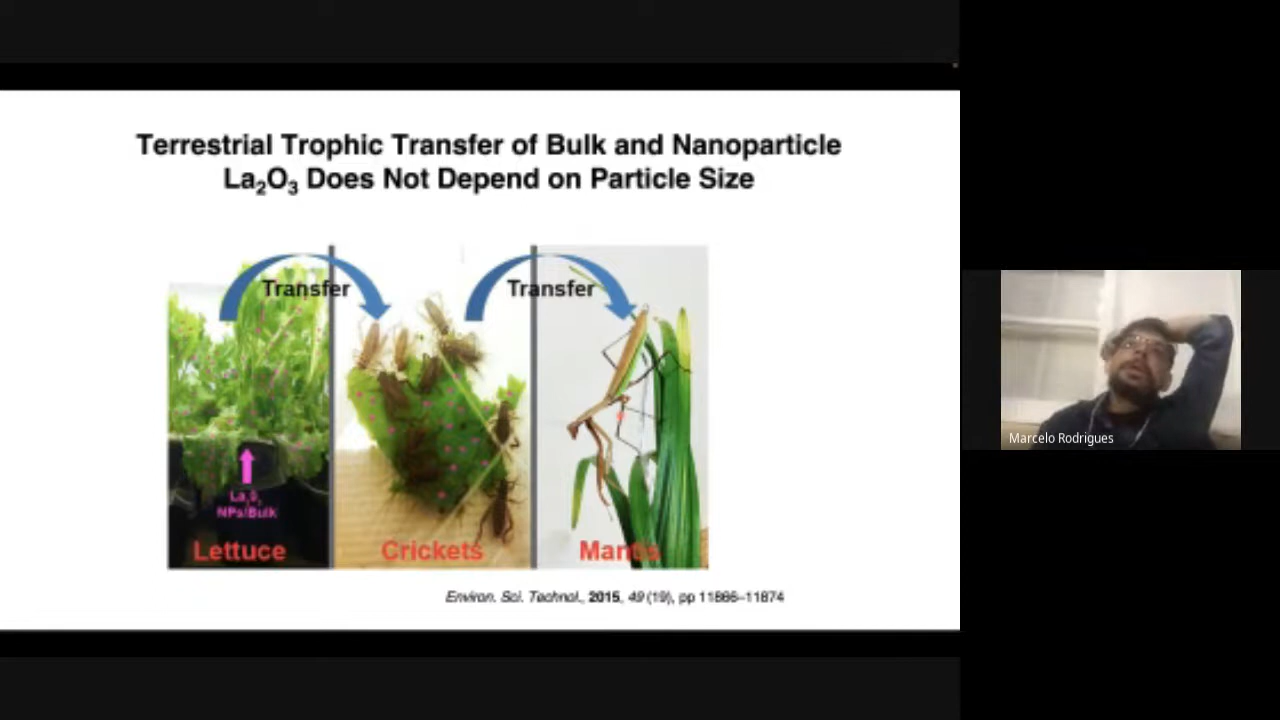 Terrestrial Trophic Transfer of Bulk and Nanoparticle
La₂O₃ Does Not Depend on Particle Size
Transfer
Transfer
La₂O₃
NPs/Bulk
Lettuce
Crickets
Mantis
Environ. Sci. Technol., 2015, 49 (19), pp 11866–11874
Marcelo Rodrigues